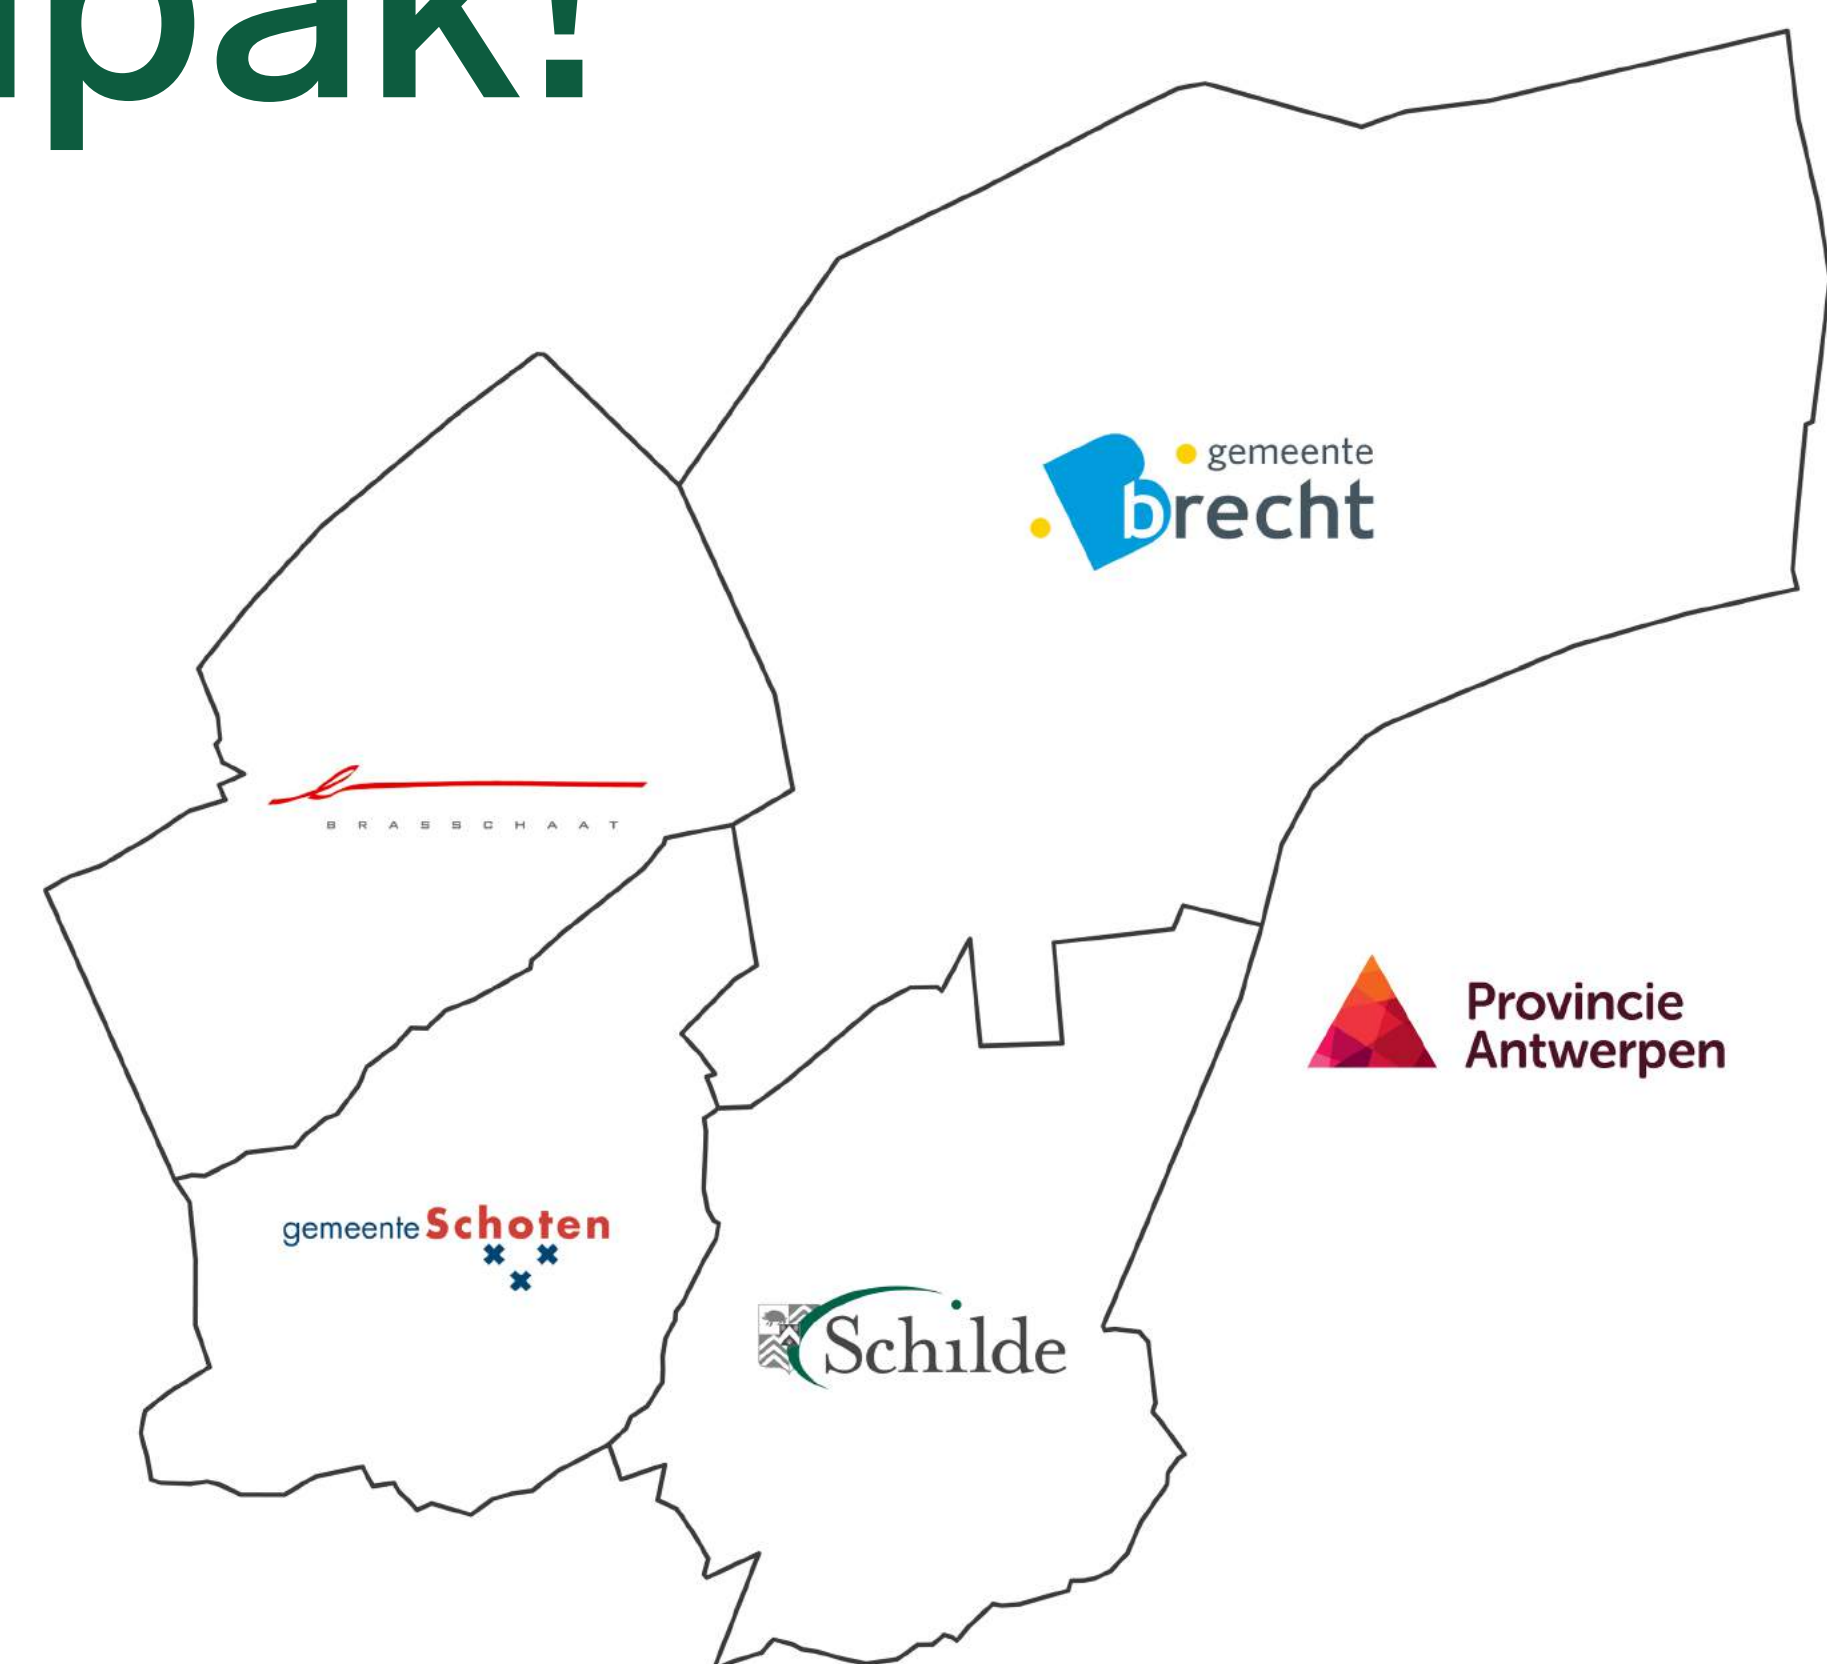 pak!
gemeente
brecht
BRASSCHAAT
Provincie
Antwerpen
gemeente Schoten
Schilde